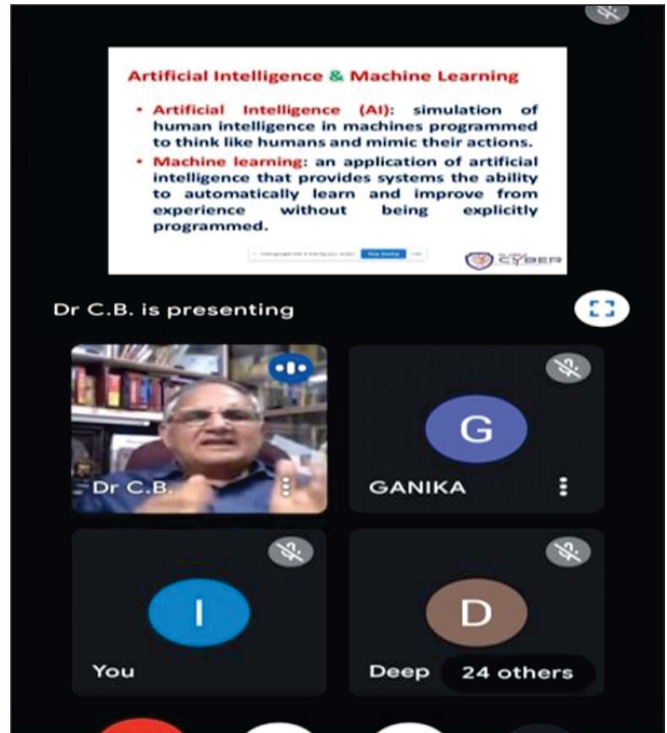 Artificial Intelligence & Machine Learning
• Artificial Intelligence (AI): simulation of
human intelligence in machines programmed
to think like humans and mimic their actions.
• Machine learning: an application of artificial
intelligence that provides systems the ability
to automatically learn and improve from
experience without being explicitly
programmed.
CYBER
Dr C.B. is presenting
Dr C.B.
G
GANIKA
I
You
D
Deep
24 others